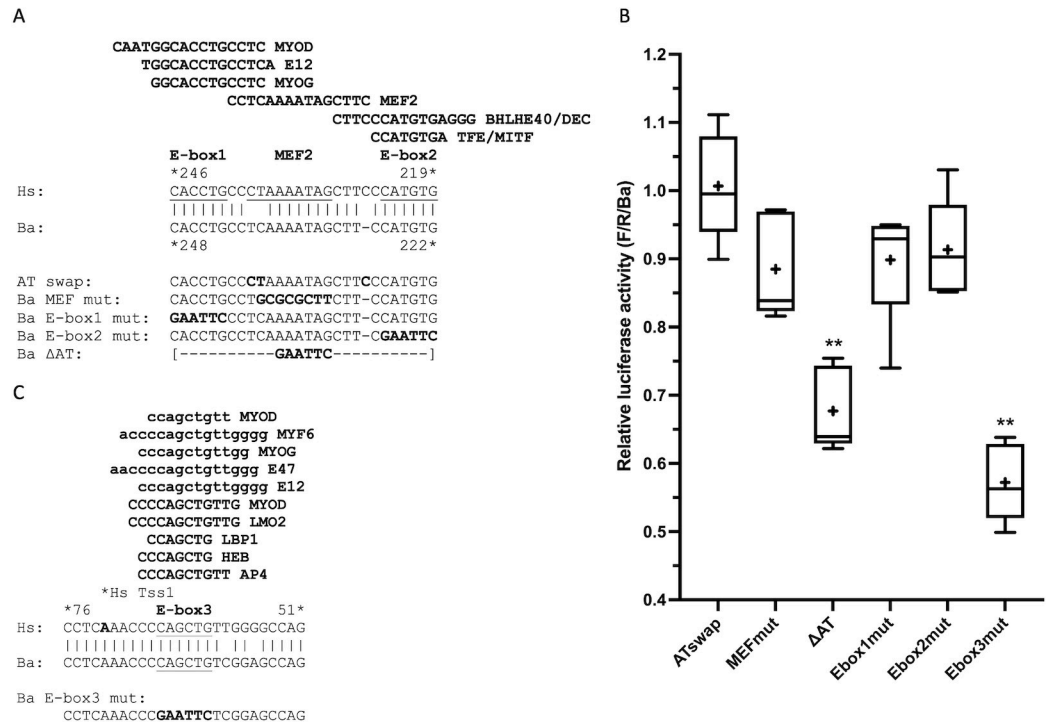 A
CAATGGCACCTGCCTC MYOD
TGGCACCTGCCTCA E12
GGCACCTGCCTC MYOG
CCTCAAAATAGCTTC MEF2
CTTCCCATGTGAGGG BHLHE40/DEC
CCATGTGA TFE/MITF
E-box1 MEF2 E-box2
*246 219*
Hs: CACCTGCCCTAAAATAGCTTCCCATGTG
|||||||| |||||||||||| |||||||
Ba: CACCTGCCTCAAAATAGCTT-CCATGTG
*248 222*
AT swap: CACCTGCCCTAAAATAGCTTCCCATGTG
Ba MEF mut: CACCTGCCTGCGCGCTTCTT-CCATGTG
Ba E-box1 mut: GAATTCCCTCAAAATAGCTT-CCATGTG
Ba E-box2 mut: CACCTGCCTCAAAATAGCTT-CGAATTC
Ba ΔAT: [----------GAATTC----------]
B
Relative luciferase activity (F/R/Ba)
1.2
1.1
1.0
0.9
0.8
0.7
0.6
0.5
0.4
**
**
ATswap
MEFmut
ΔAT
Ebox1mut
Ebox2mut
Ebox3mut
C
ccagctgtt MYOD
accccagctgttgggg MYF6
cccagctgttgg MYOG
aaccccagctgttggg E47
cccagctgttgggg E12
CCCCAGCTGTTG MYOD
CCCCAGCTGTTG LMO2
CCAGCTG LBP1
CCCAGCTG HEB
CCCAGCTGTT AP4
*Hs Tss1
*76 E-box3 51*
Hs: CCTCAAACCCCAGCTGTTGGGGCCAG
Ba: CCTCAAACCCCAGCTGTCGGAGCCAG
Ba E-box3 mut:
CCTCAAACCCGAATTCTCGGAGCCAG